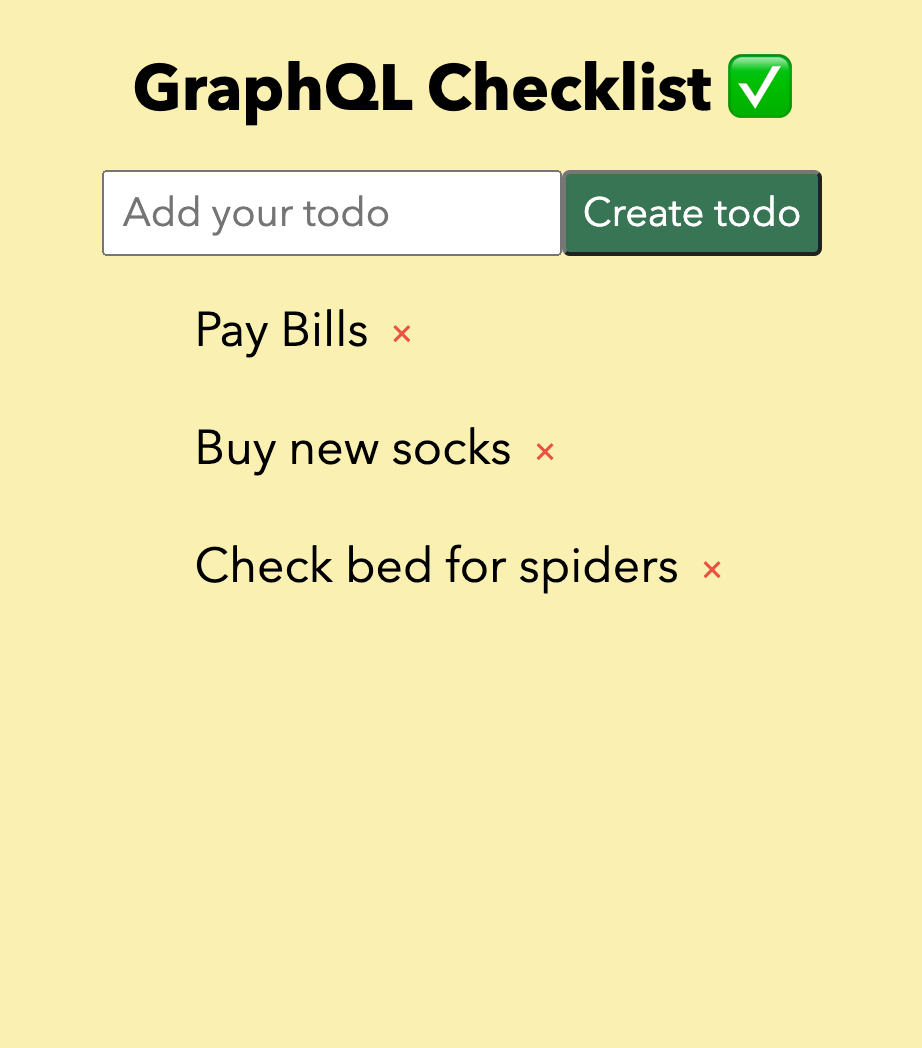 GraphQL Checklist ✅
Add your todo
Create todo
Pay Bills ×
Buy new socks ×
Check bed for spiders ×